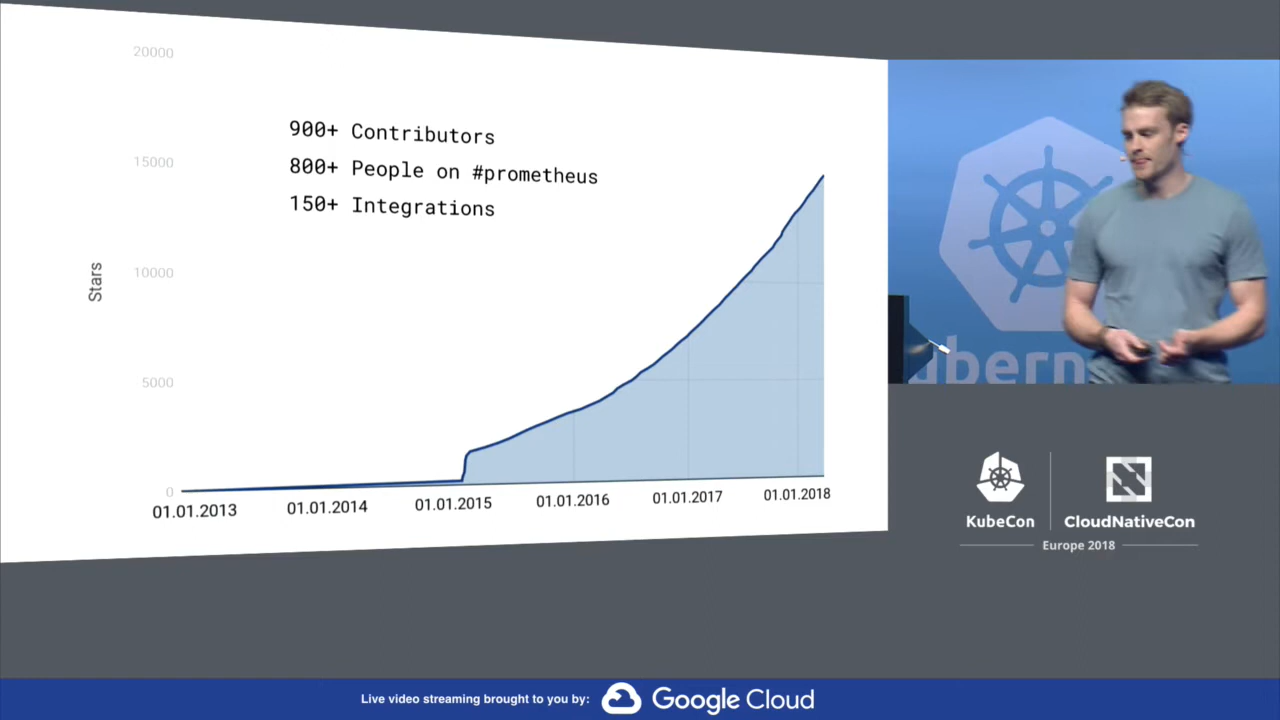 20000
900+ Contributors
15000
800+ People on #prometheus
150+ Integrations
Stars
10000
5000
0
01.01.2013
01.01.2014
01.01.2015
01.01.2016
01.01.2017
01.01.2018
KubeCon
CloudNativeCon
Europe 2018
Live video streaming brought to you by:
Google Cloud